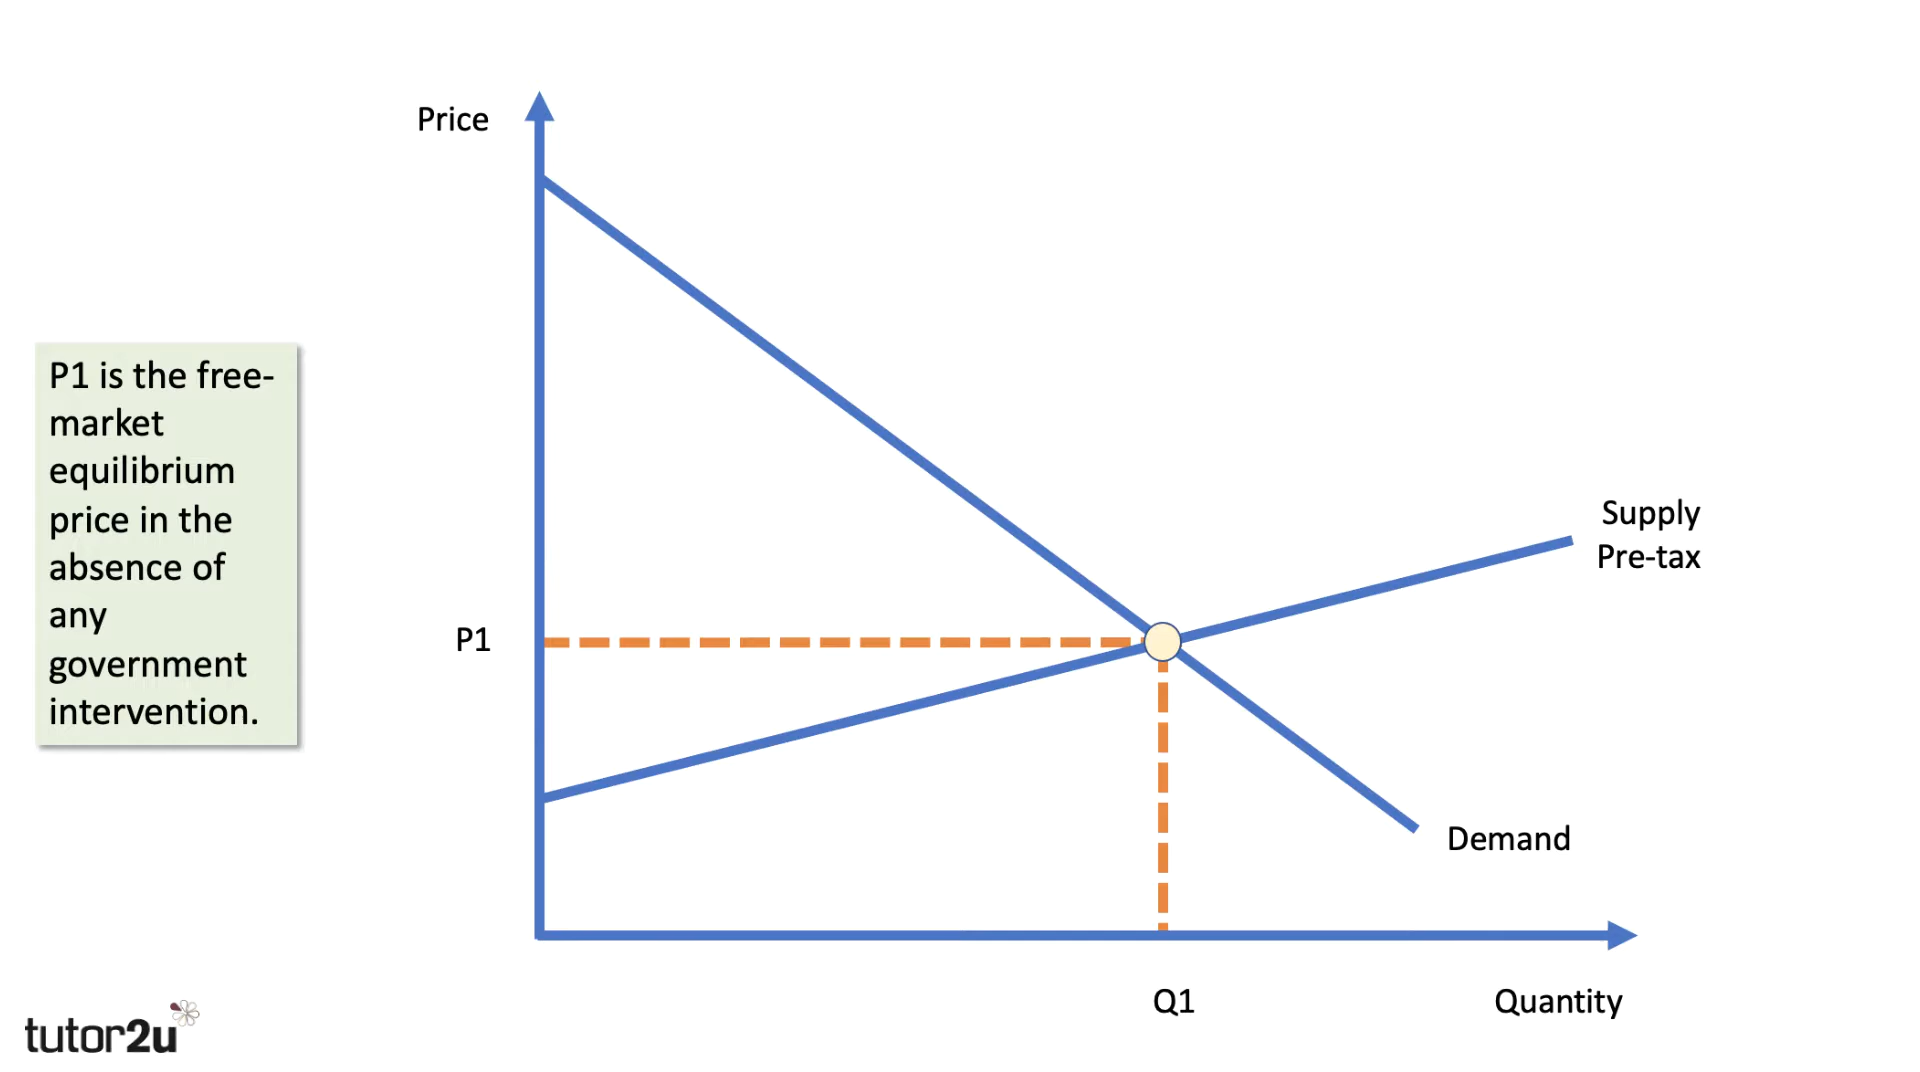 Price
P1 is the free-
market
equilibrium
price in the
absence of
any
government
intervention.
Supply
Pre-tax
P1
Demand
Q1
Quantity
tutor2u